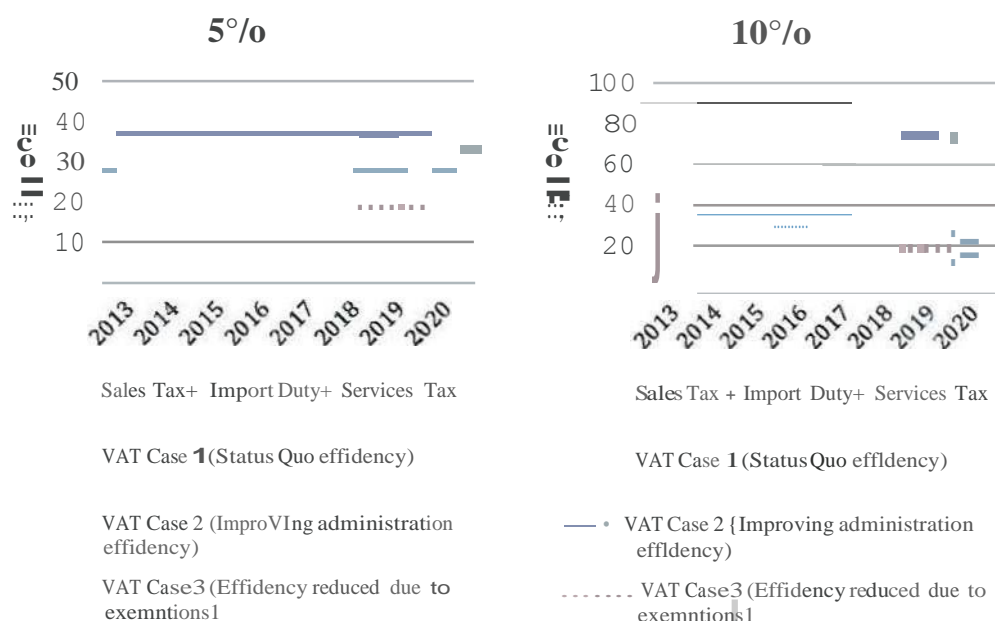 5°/o
50
40
30
20
10
2013
2014
2015
2016
2017
2018
2019
2020
Sales Tax+ Import Duty+ Services Tax
VAT Case 1 (Status Quo effidency)
VAT Case 2 (ImproVIng administration
effidency)
VAT Case3 (Effidency reduced due to
exemntions1
10°/o
100
80
60
40
20
2013
2014
2015
2016
2017
2018
2019
2020
Sales Tax + Import Duty+ Services Tax
VAT Case 1 (Status Quo effldency)
VAT Case 2 {Improving administration
effldency)
VAT Case3 (Effidency reduced due to
exemntions1